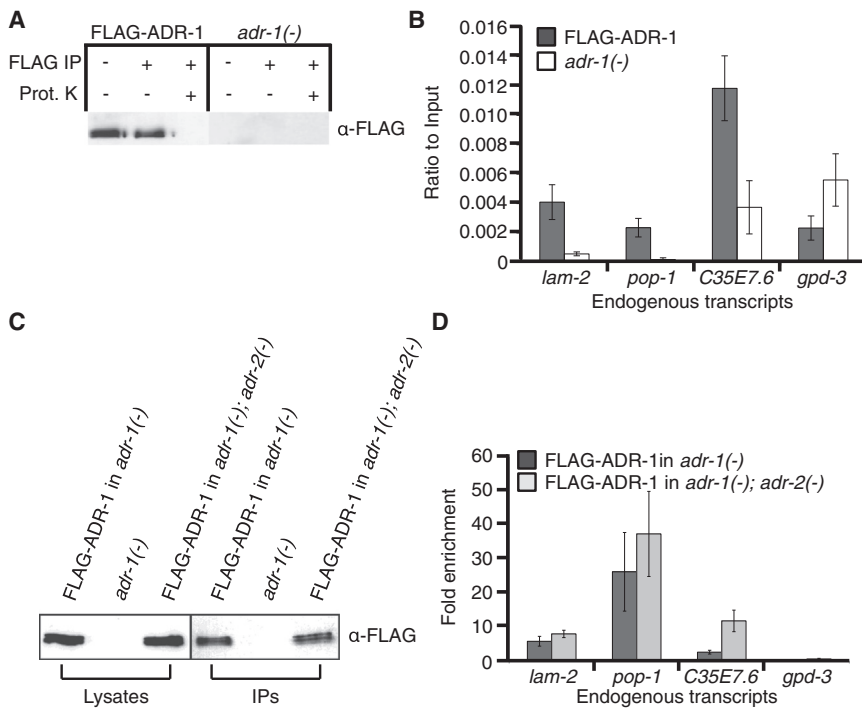 A
FLAG-ADR-1 adr-1(-)
FLAG IP - + + - + +
Prot. K - - + - - +
α-FLAG
B
FLAG-ADR-1
adr-1(-)
Ratio to Input
0.016
0.014
0.012
0.010
0.008
0.006
0.004
0.002
0
lam-2 pop-1 C35E7.6 gpd-3
Endogenous transcripts
C
FLAG-ADR-1 in adr-1(-)
adr-1(-)
FLAG-ADR-1 in adr-1(-); adr-2(-)
FLAG-ADR-1 in adr-1(-)
adr-1(-)
FLAG-ADR-1 in adr-1(-); adr-2(-)
α-FLAG
Lysates IPs
D
FLAG-ADR-1in adr-1(-)
FLAG-ADR-1 in adr-1(-); adr-2(-)
Fold enrichment
60
50
40
30
20
10
0
lam-2 pop-1 C35E7.6 gpd-3
Endogenous transcripts